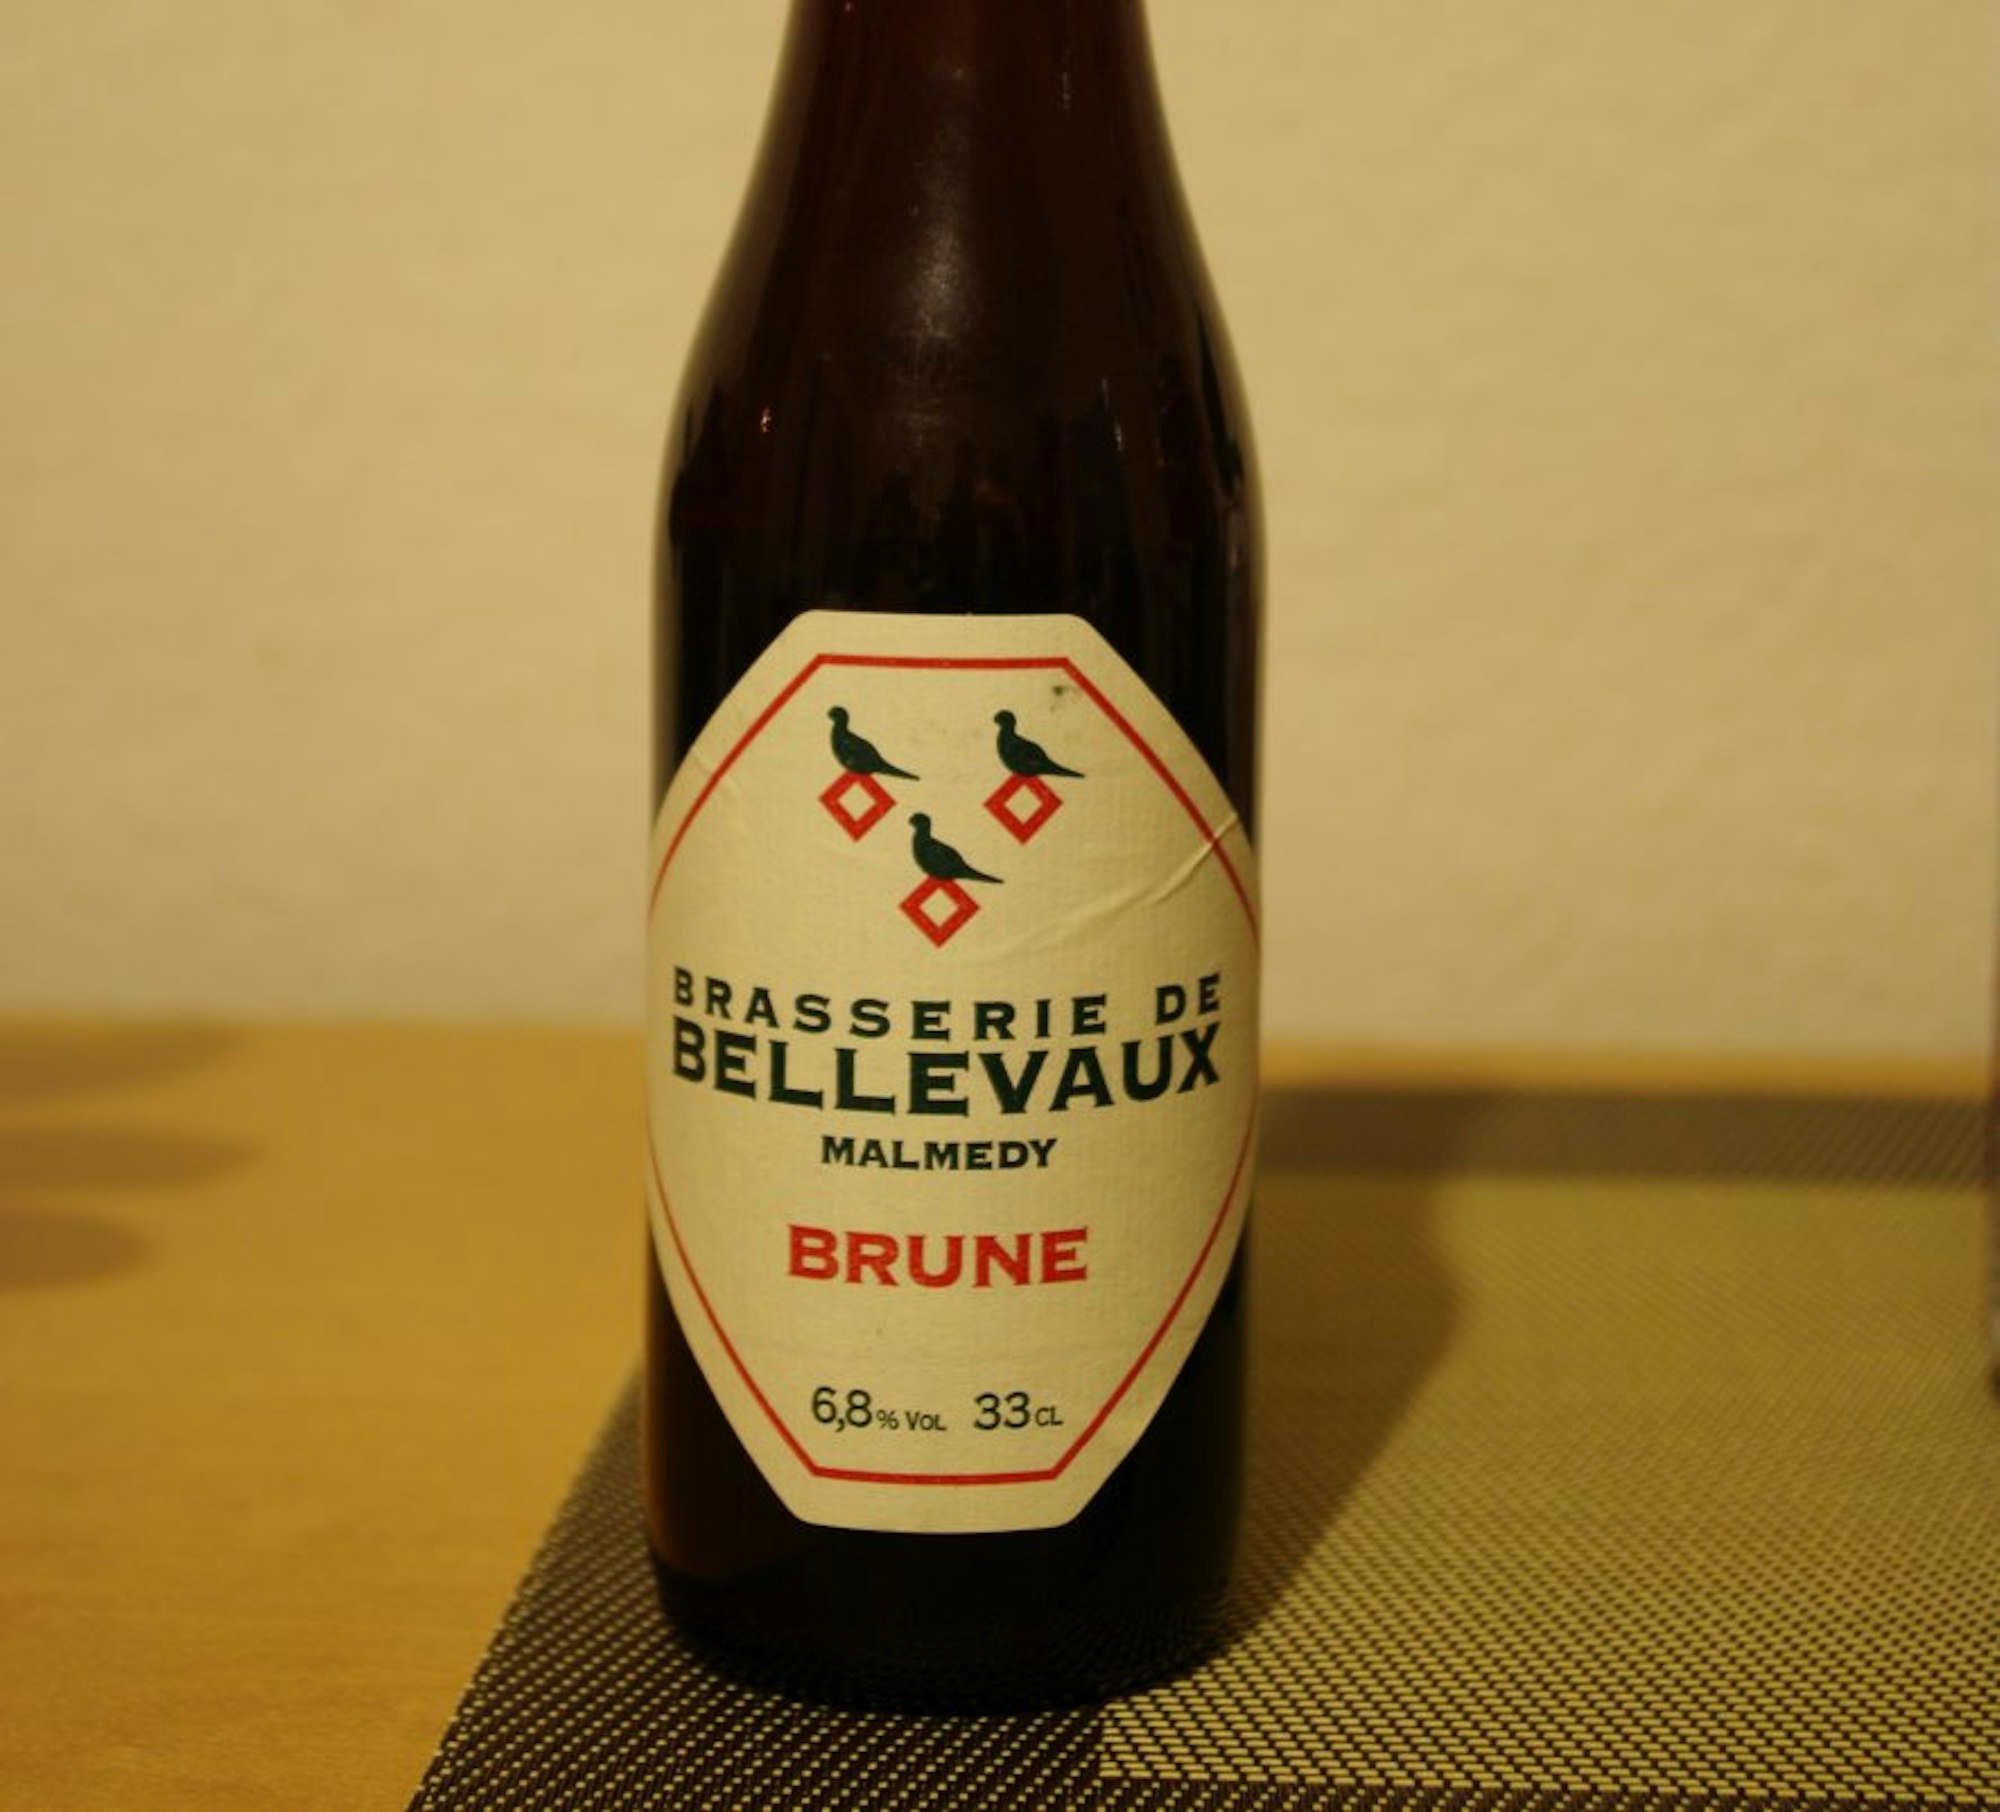 BRASSERIE DE
BELLEVAUX
MALMEDY
BRUNE
6,8% VOL 33CL